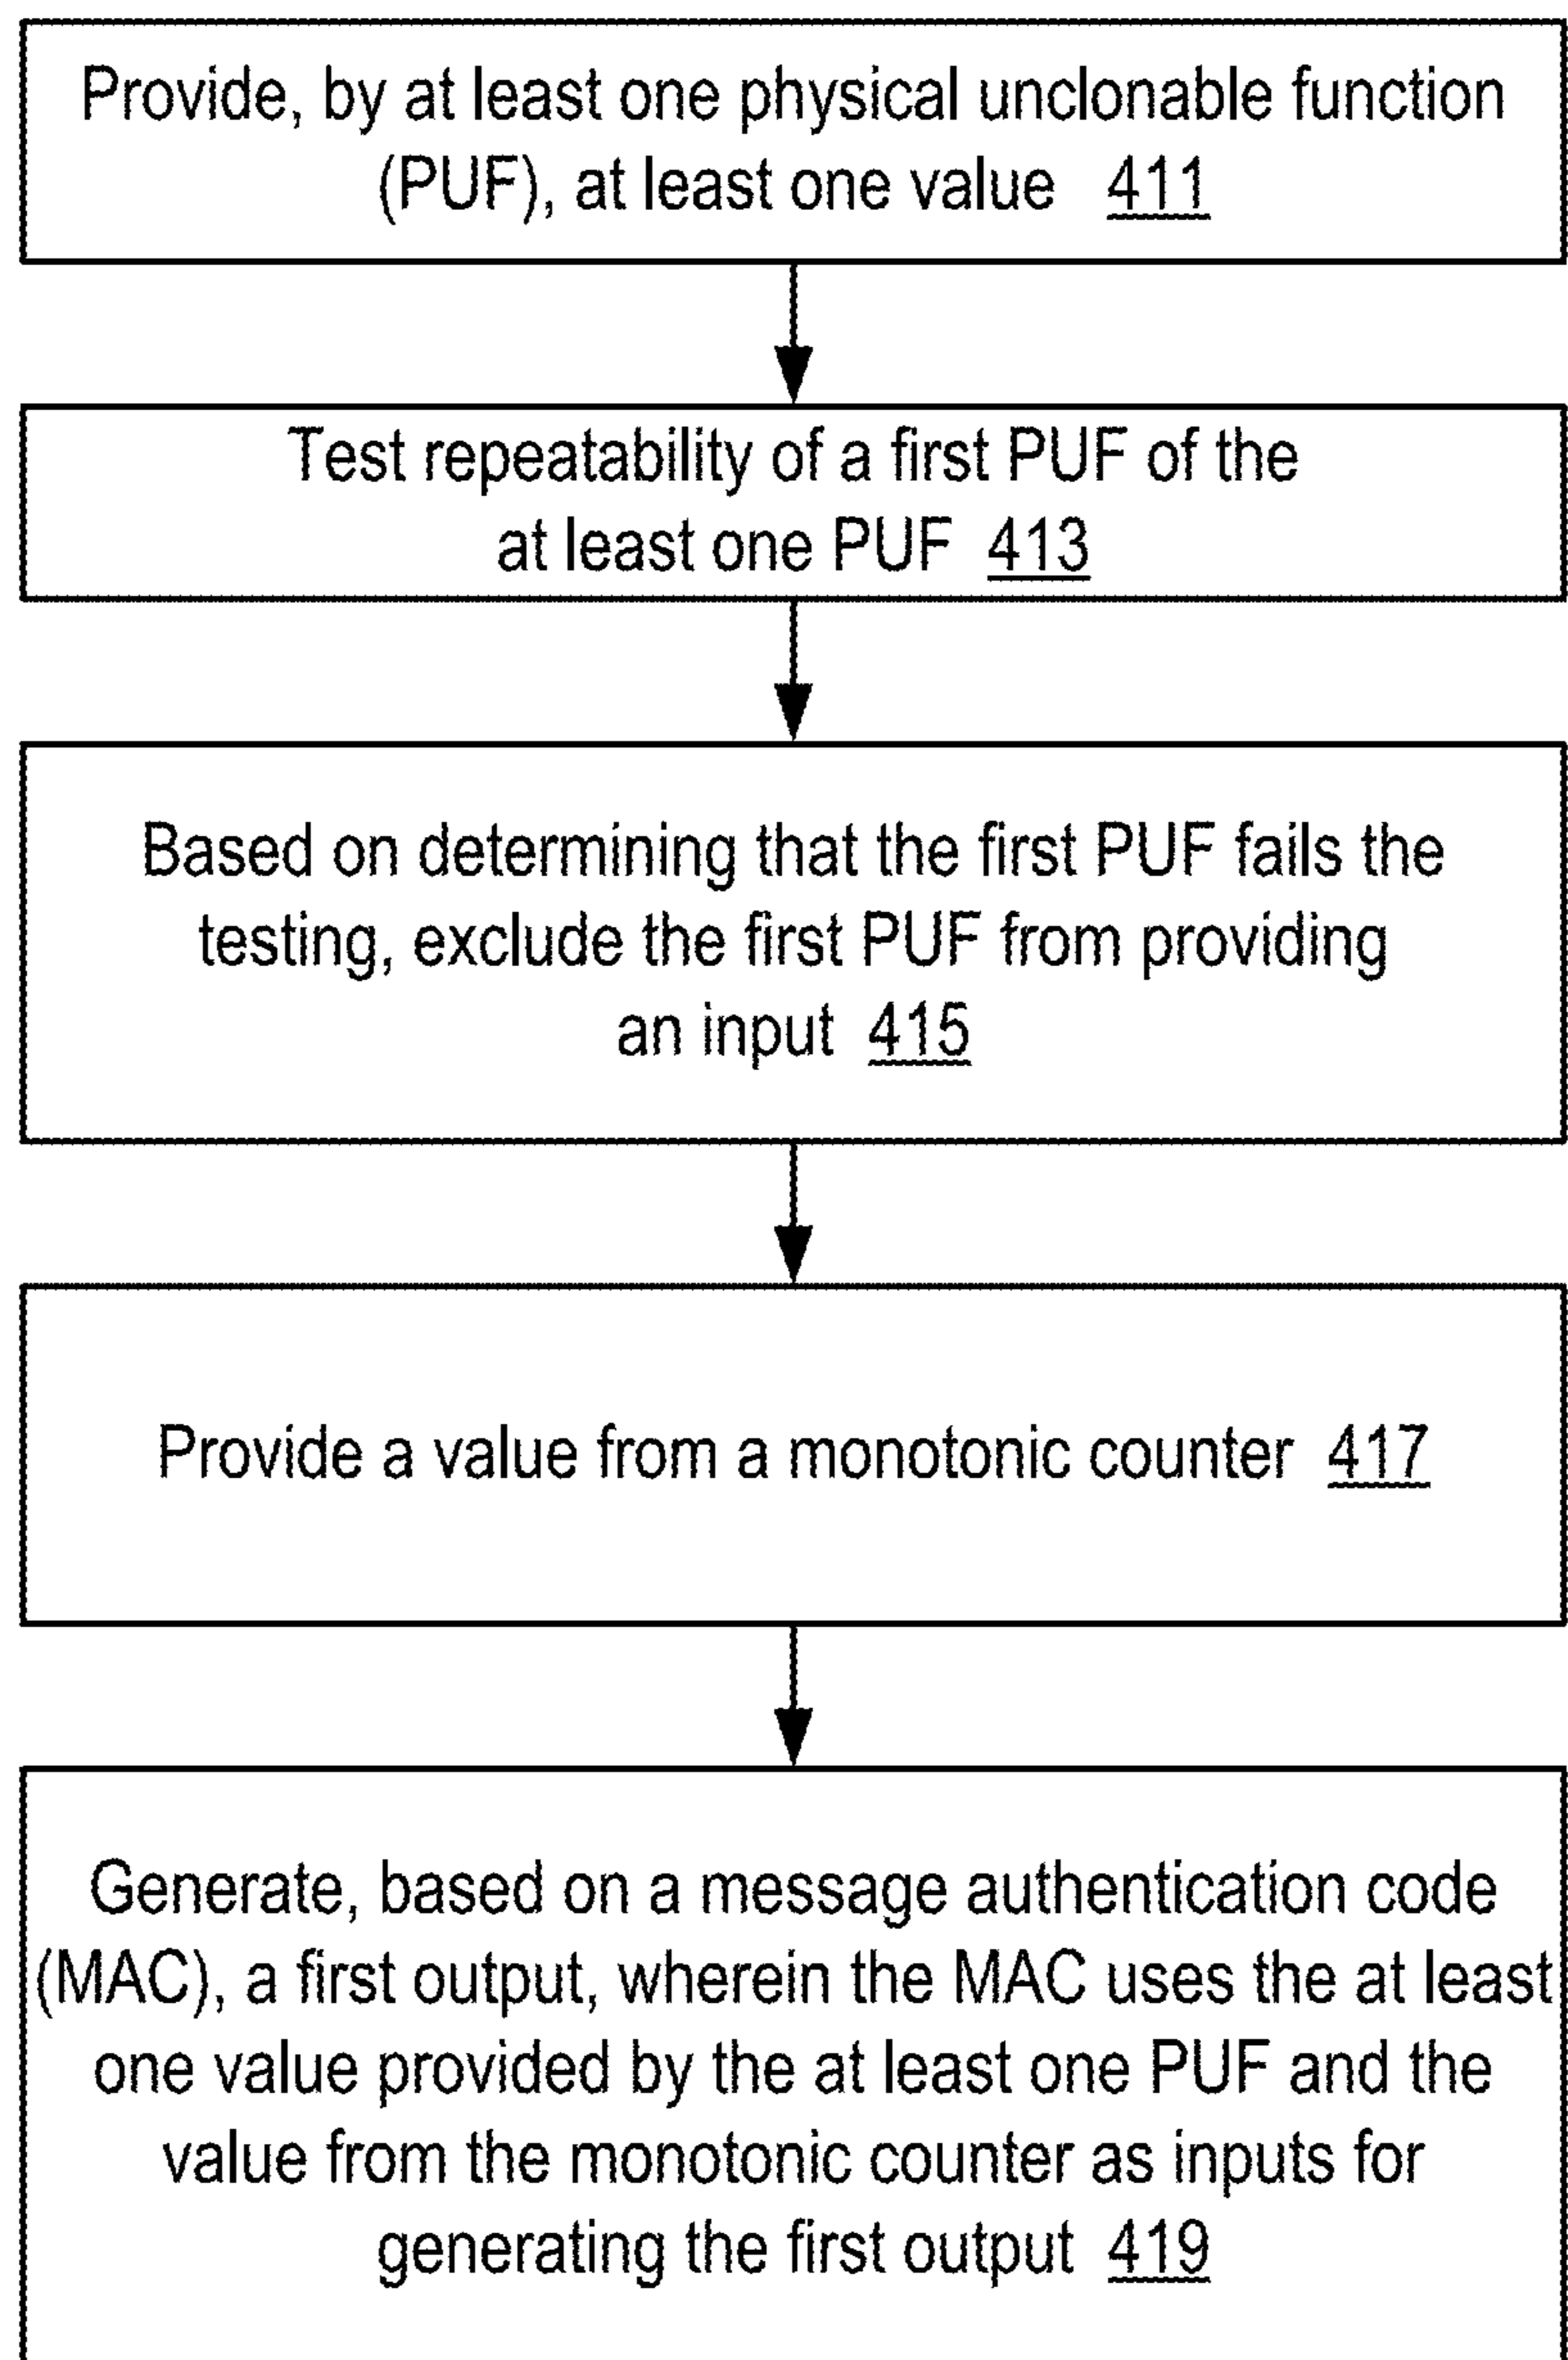 Provide, by at least one physical unclonable function
(PUF), at least one value 411
Test repeatability of a first PUF of the
at least one PUF 413
Based on determining that the first PUF fails the
testing, exclude the first PUF from providing
an input 415
Provide a value from a monotonic counter 417
Generate, based on a message authentication code
(MAC), a first output, wherein the MAC uses the at least
one value provided by the at least one PUF and the
value from the monotonic counter as inputs for
generating the first output 419